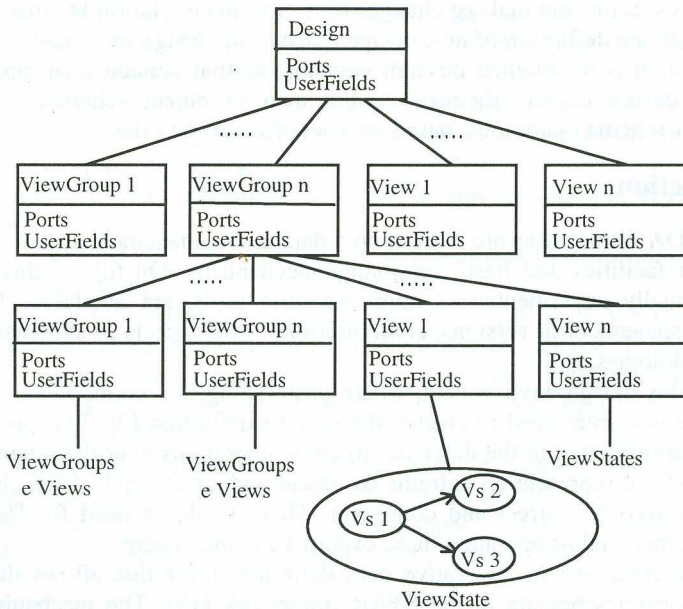 Design
Ports
UserFields
......
......
ViewGroup 1
ViewGroup n
View 1
View n
Ports
Ports
Ports
Ports
UserFields
UserFields
UserFields
UserFields
.....
.....
ViewGroup 1
ViewGroup n
View 1
View n
Ports
Ports
Ports
Ports
UserFields
UserFields
UserFields
UserFields
ViewGroups
e Views
ViewGroups
e Views
ViewStates
Vs 2
Vs 1
Vs 3
ViewState